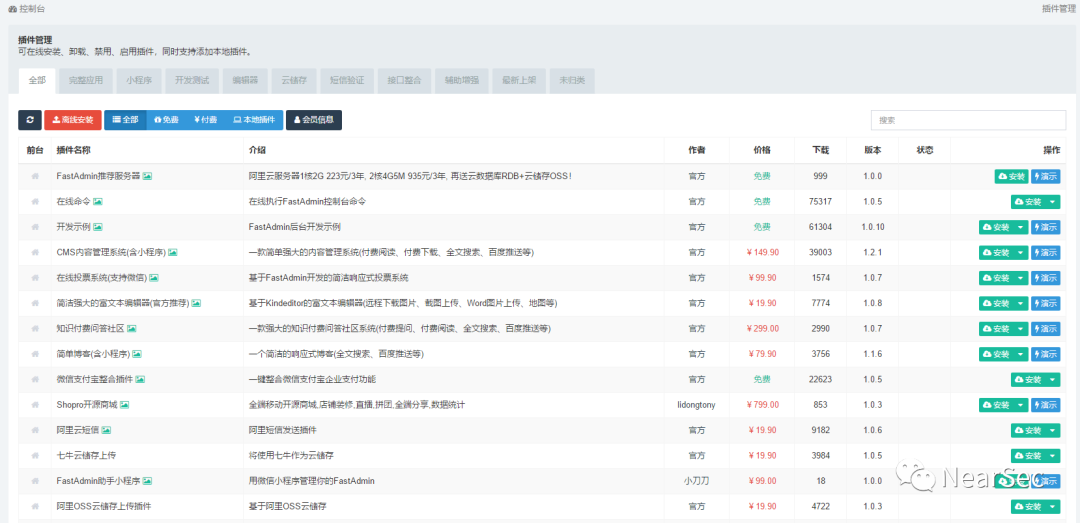 控制台 插件管理
插件管理
可在线安装、卸载、禁用、启用插件，同时支持添加本地插件。
全部 完整应用 小程序 开发测试 编辑器 云储存 短信验证 接口整合 辅助增强 最新上架 未归类
离线安装 全部 免费 ¥付费 本地插件 会员信息 搜索
前台 插件名称 介绍 作者 价格 下载 版本 状态 操作
FastAdmin推荐服务器 阿里云服务器1核2G 223元/3年, 2核4G5M 935元/3年, 再送云数据库RDB+云储存OSS! 官方 免费 999 1.0.0 安装 演示
在线命令 在线执行FastAdmin控制台命令 官方 免费 75317 1.0.5 安装
开发示例 FastAdmin后台开发示例 官方 免费 61304 1.0.10 安装 演示
CMS内容管理系统(含小程序) 一款简单强大的内容管理系统(付费阅读、付费下载、全文搜索、百度推送等) 官方 ¥149.90 39003 1.2.1 安装 演示
在线投票系统(支持微信) 基于FastAdmin开发的简洁响应式投票系统 官方 ¥99.90 1574 1.0.7 安装 演示
简洁强大的富文本编辑器(官方推荐) 基于Kindeditor的富文本编辑器(远程下载图片、截图上传、Word图片上传、地图等) 官方 ¥19.90 7774 1.0.8 安装 演示
知识付费问答社区 一款强大的知识付费问答社区系统(付费提问、付费阅读、全文搜索、百度推送等) 官方 ¥299.00 2990 1.0.7 安装 演示
简单博客(含小程序) 一个简洁的响应式博客(全文搜索、百度推送等) 官方 ¥79.90 3756 1.1.6 安装 演示
微信支付宝整合插件 一键整合微信支付宝企业支付功能 官方 免费 22623 1.0.5 安装
Shopro开源商城 全端移动开源商城,店铺装修,直播,拼团,全端分享,数据统计 lidongtony ¥799.00 853 1.0.3 安装 演示
阿里云短信 阿里短信发送插件 官方 ¥19.90 9182 1.0.6 安装
七牛云储存上传 将使用七牛作为云储存 官方 ¥19.90 3984 1.0.5 安装
FastAdmin助手小程序 用微信小程序管理你的FastAdmin 小刀刀 ¥99.00 18 1.0.0 演示
NearSec
阿里OSS云储存上传插件 基于阿里OSS云储存 官方 ¥19.90 4722 1.0.3 安装